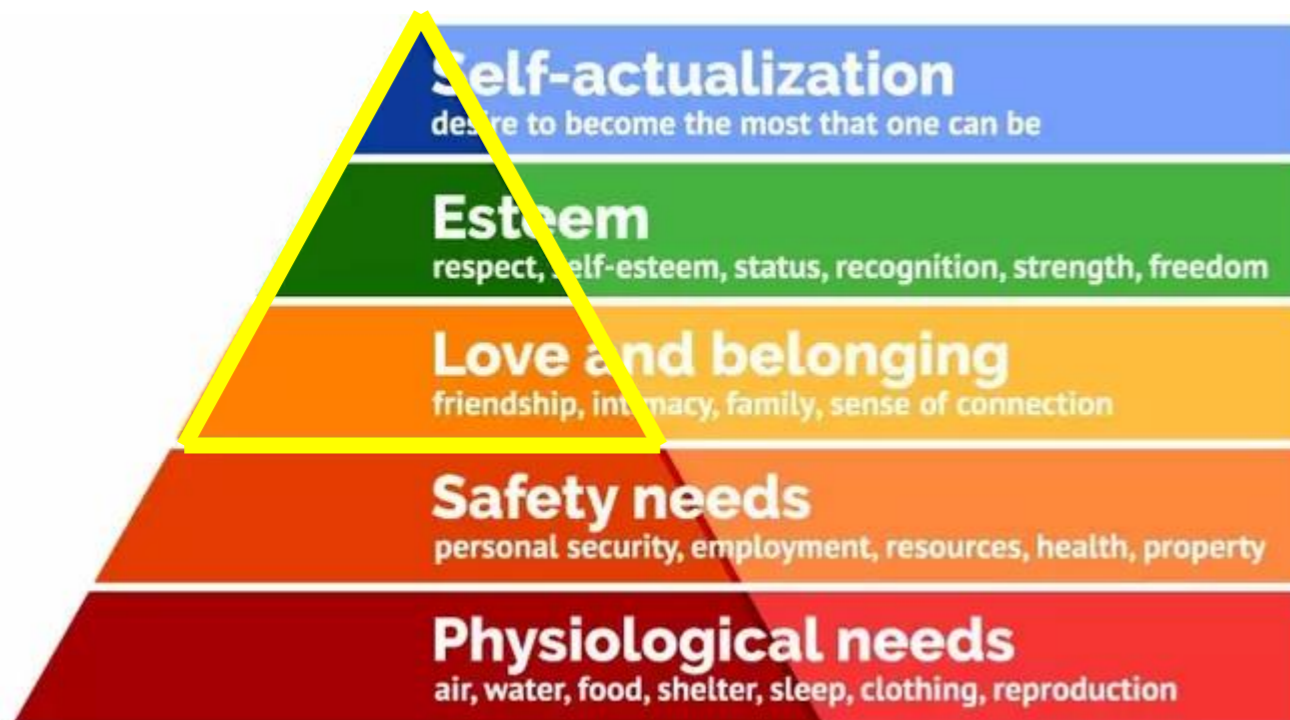 Self-actualization
desire to become the most that one can be
Esteem
respect, self-esteem, status, recognition, strength, freedom
Love and belonging
friendship, intimacy, family, sense of connection
Safety needs
personal security, employment, resources, health, property
Physiological needs
air, water, food, shelter, sleep, clothing, reproduction